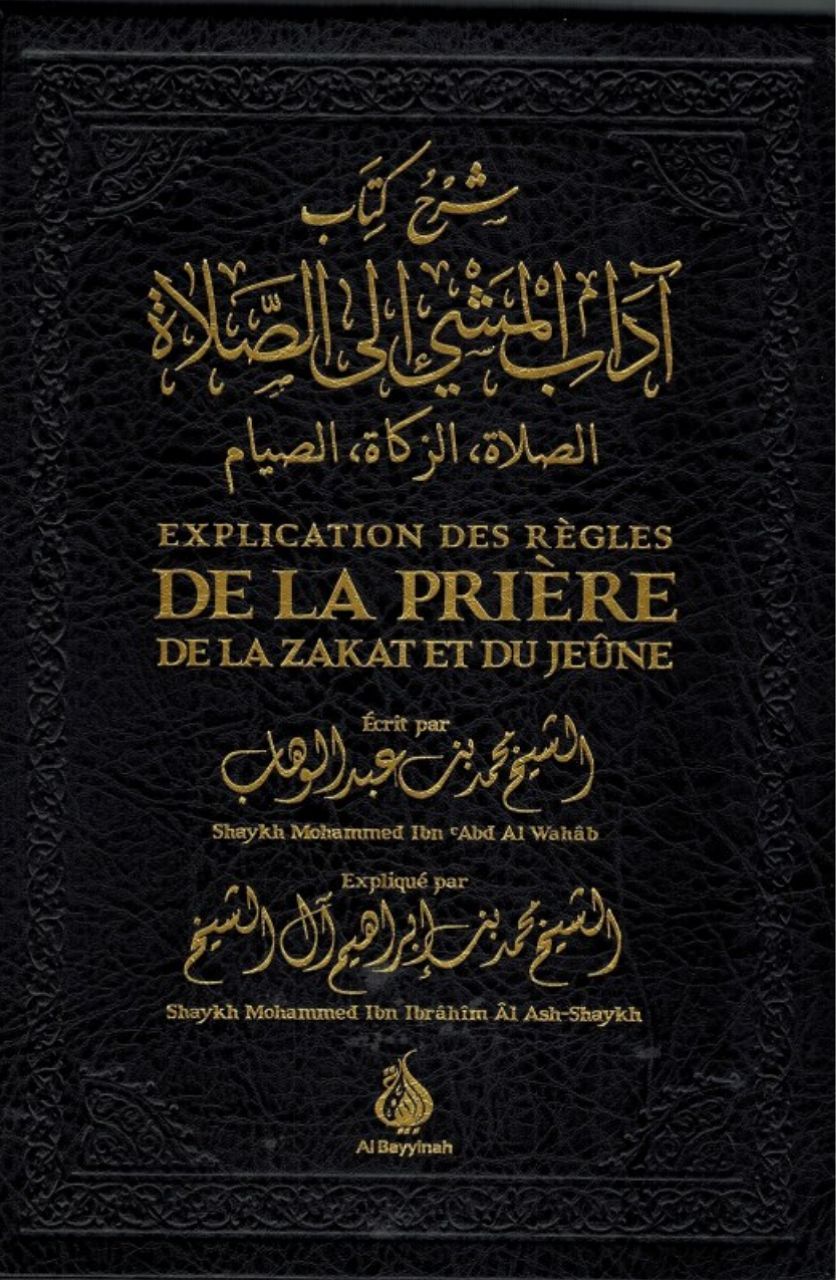 شرح كتاب
آداب المشي إلى الصلاة
الصلاة، الزكاة، الصيام
EXPLICATION DES RÈGLES
DE LA PRIÈRE
DE LA ZAKAT ET DU JEÛNE
Écrit par
الشيخ محمد بن عبد الوهاب
Shaykh Mohammed Ibn ʿAbd Al Wahâb
Expliqué par
الشيخ محمد بن إبراهيم آل الشيخ
Shaykh Mohammed Ibn Ibrâhîm Âl Ash-Shaykh
Al Bayyinah